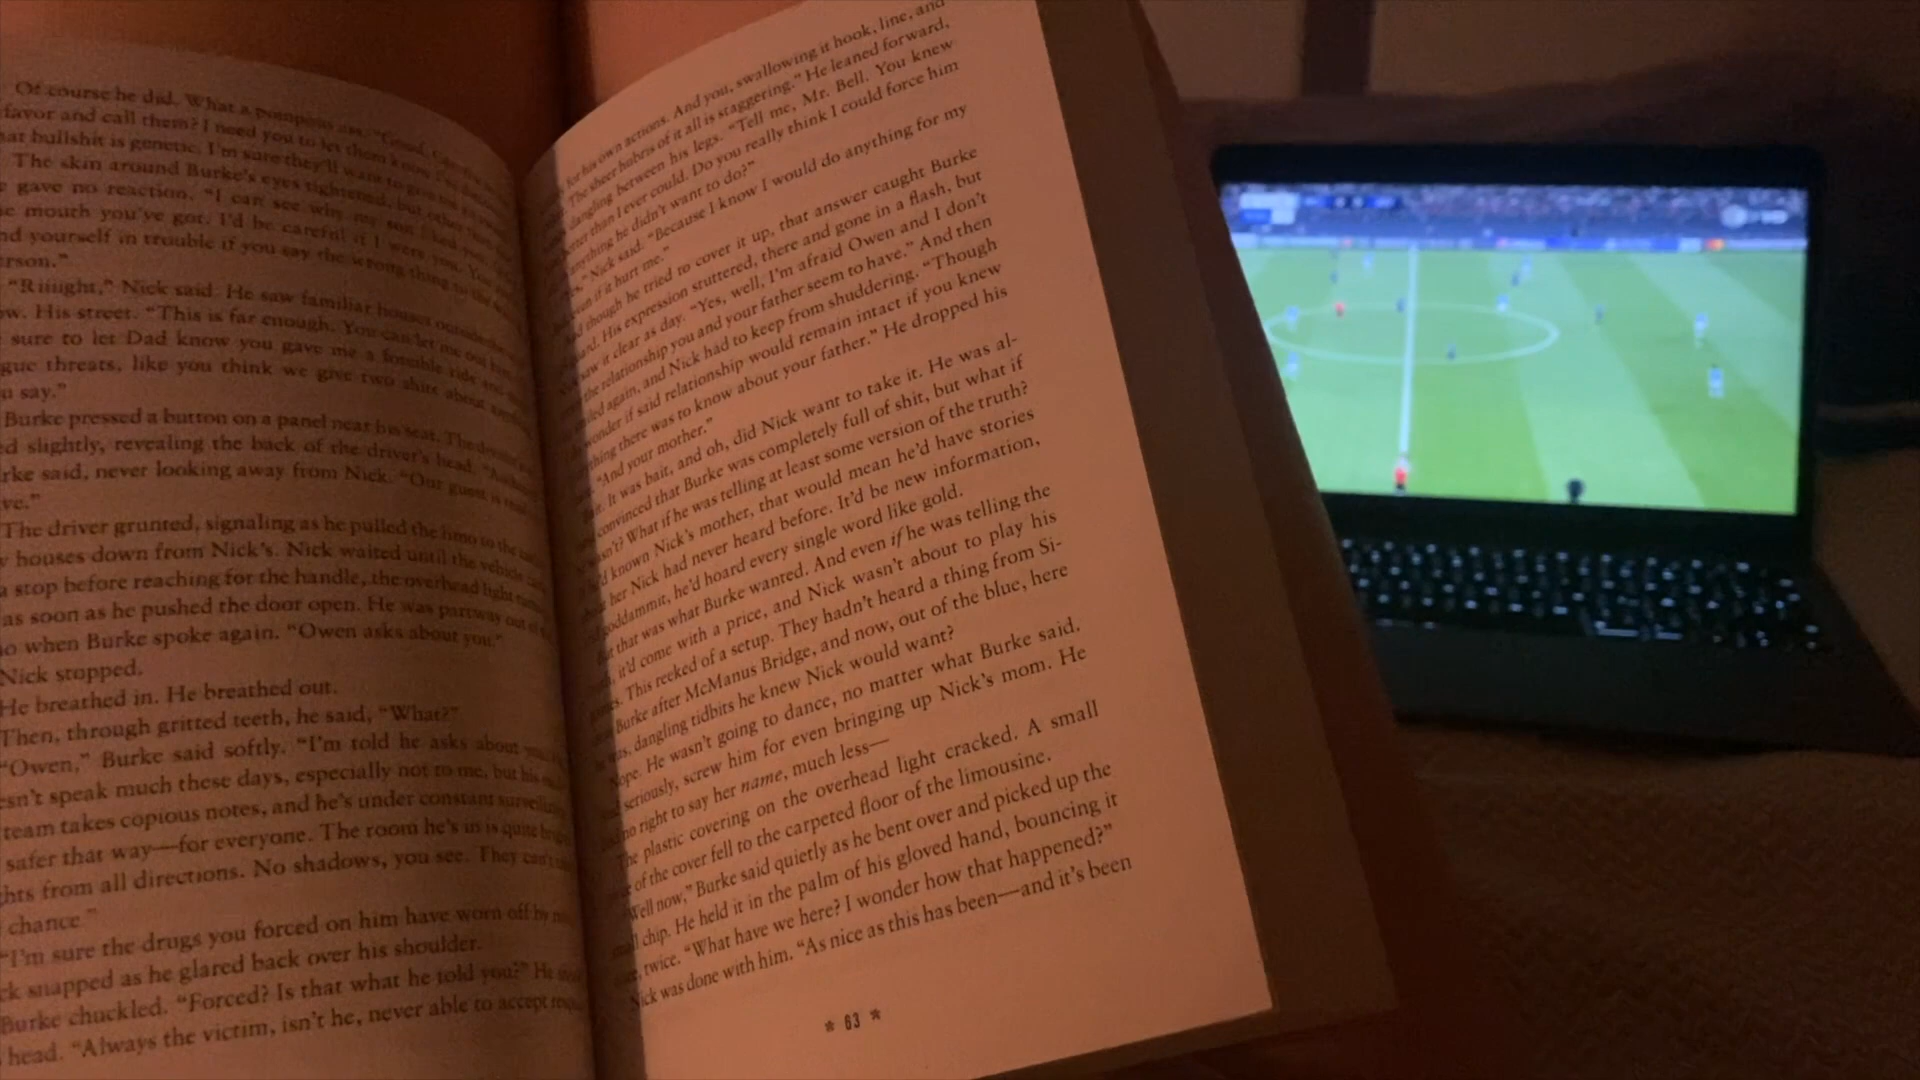 Of course he did. What a pompous ass. "Good.
favor and call them? I need you to let them know
bullshit is genetic. I'm sure they'll want to
The skin around Burke's eyes tightened, but other than
gave no reaction. "I can see why my son liked you.
mouth you've got. I'd be careful if I were you. You
yourself in trouble if you say the wrong thing to the
"Riiiight," Nick said. He saw familiar houses outside
His street. "This is far enough. You can let me out
sure to let Dad know you gave me a forcible ride and
threats, like you think we give two shits about
say."
Burke pressed a button on a panel near his seat. The
slightly, revealing the back of the driver's head.
said, never looking away from Nick. "Our guest is
The driver grunted, signaling as he pulled the limo to the
houses down from Nick's. Nick waited until the vehicle
a stop before reaching for the handle, the overhead light
as soon as he pushed the door open. He was partway out
when Burke spoke again. "Owen asks about you."
Nick stopped.
He breathed in. He breathed out.
Then, through gritted teeth, he said, "What?"
"Owen," Burke said softly. "I'm told he asks about
speak much these days, especially not to me, but his
team takes copious notes, and he's under constant
safer that way—for everyone. The room he's in is quite
from all directions. No shadows, you see. They can't
chance."
"I'm sure the drugs you forced on him have worn off by
snapped as he glared back over his shoulder.
Burke chuckled. "Forced? Is that what he told you?" He
head. "Always the victim, isn't he, never able to accept
for his own actions. And you, swallowing it hook, line, and
The sheer hubris of it all is staggering." He leaned forward,
dangling between his legs. "Tell me, Mr. Bell. You knew
than I ever could. Do you really think I could force him
anything he didn't want to do?"
Nick said. "Because I know I would do anything for my
if it hurt me."
though he tried to cover it up, that answer caught Burke
His expression stuttered, there and gone in a flash, but
saw it clear as day. "Yes, well, I'm afraid Owen and I don't
the relationship you and your father seem to have." And then
again, and Nick had to keep from shuddering. "Though
wonder if said relationship would remain intact if you knew
there was to know about your father." He dropped his
"And your mother."
It was bait, and oh, did Nick want to take it. He was al-
convinced that Burke was completely full of shit, but what if
What if he was telling at least some version of the truth?
known Nick's mother, that would mean he'd have stories
her Nick had never heard before. It'd be new information,
goddammit, he'd hoard every single word like gold.
that was what Burke wanted. And even if he was telling the
it'd come with a price, and Nick wasn't about to play his
This reeked of a setup. They hadn't heard a thing from Si-
Burke after McManus Bridge, and now, out of the blue, here
was, dangling tidbits he knew Nick would want?
Nope. He wasn't going to dance, no matter what Burke said.
seriously, screw him for even bringing up Nick's mom. He
no right to say her name, much less—
The plastic covering on the overhead light cracked. A small
of the cover fell to the carpeted floor of the limousine.
"Well now," Burke said quietly as he bent over and picked up the
chip. He held it in the palm of his gloved hand, bouncing it
twice. "What have we here? I wonder how that happened?"
Nick was done with him. "As nice as this has been—and it's been
* 63 *